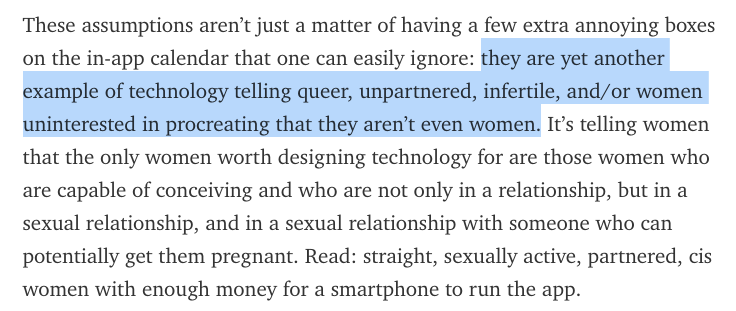 These assumptions aren’t just a matter of having a few extra annoying boxes
on the in-app calendar that one can easily ignore: they are yet another
example of technology telling queer, unpartnered, infertile, and/or women
uninterested in procreating that they aren’t even women. It’s telling women
that the only women worth designing technology for are those women who
are capable of conceiving and who are not only in a relationship, but in a
sexual relationship, and in a sexual relationship with someone who can
potentially get them pregnant. Read: straight, sexually active, partnered, cis
women with enough money for a smartphone to run the app.